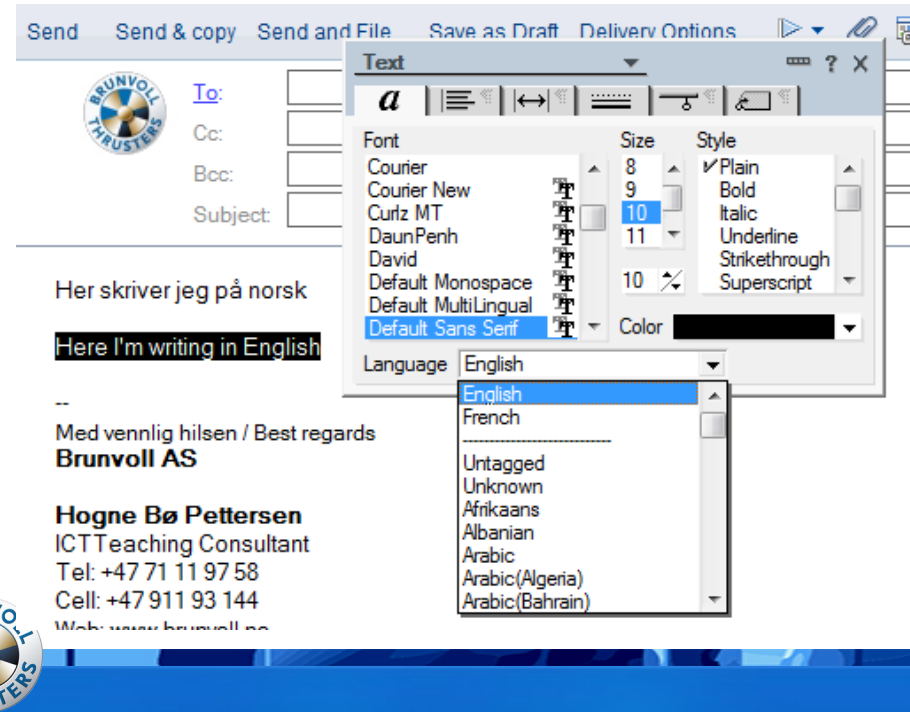 Send Send & copy Send and File Save as Draft Delivery Options
BRUNVOLL
THRUSTERS
To:
Cc:
Bcc:
Subject:
Text
?
X
a
Font
Courier
Courier New
Curlz MT
DaunPenh
David
Default Monospace
Default MultiLingual
Default Sans Serif
Size
8
9
10
11
10
Style
Plain
Bold
Italic
Underline
Strikethrough
Superscript
Color
Language English
English
French
----------------------------
Untagged
Unknown
Afrikaans
Albanian
Arabic
Arabic(Algeria)
Arabic(Bahrain)
Her skriver jeg på norsk
Here I'm writing in English
--
Med vennlig hilsen / Best regards
Brunvoll AS
Hogne Bø Pettersen
ICT Teaching Consultant
Tel: +47 71 11 97 58
Cell: +47 911 93 144
Web: www.brunvoll.no